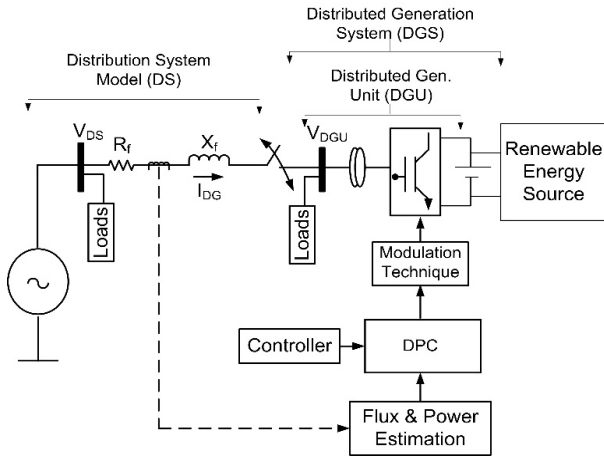 Distributed Generation
System (DGS)
Distribution System
Model (DS)
Distributed Gen.
Unit (DGU)
V_DS
R_f
X_f
V_DGU
I_DG
Loads
Loads
Renewable
Energy
Source
Modulation
Technique
Controller
DPC
Flux & Power
Estimation